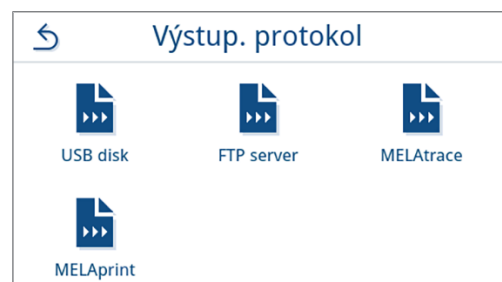 Výstup. protokol
USB disk
FTP server
MELAtrace
MELAprint